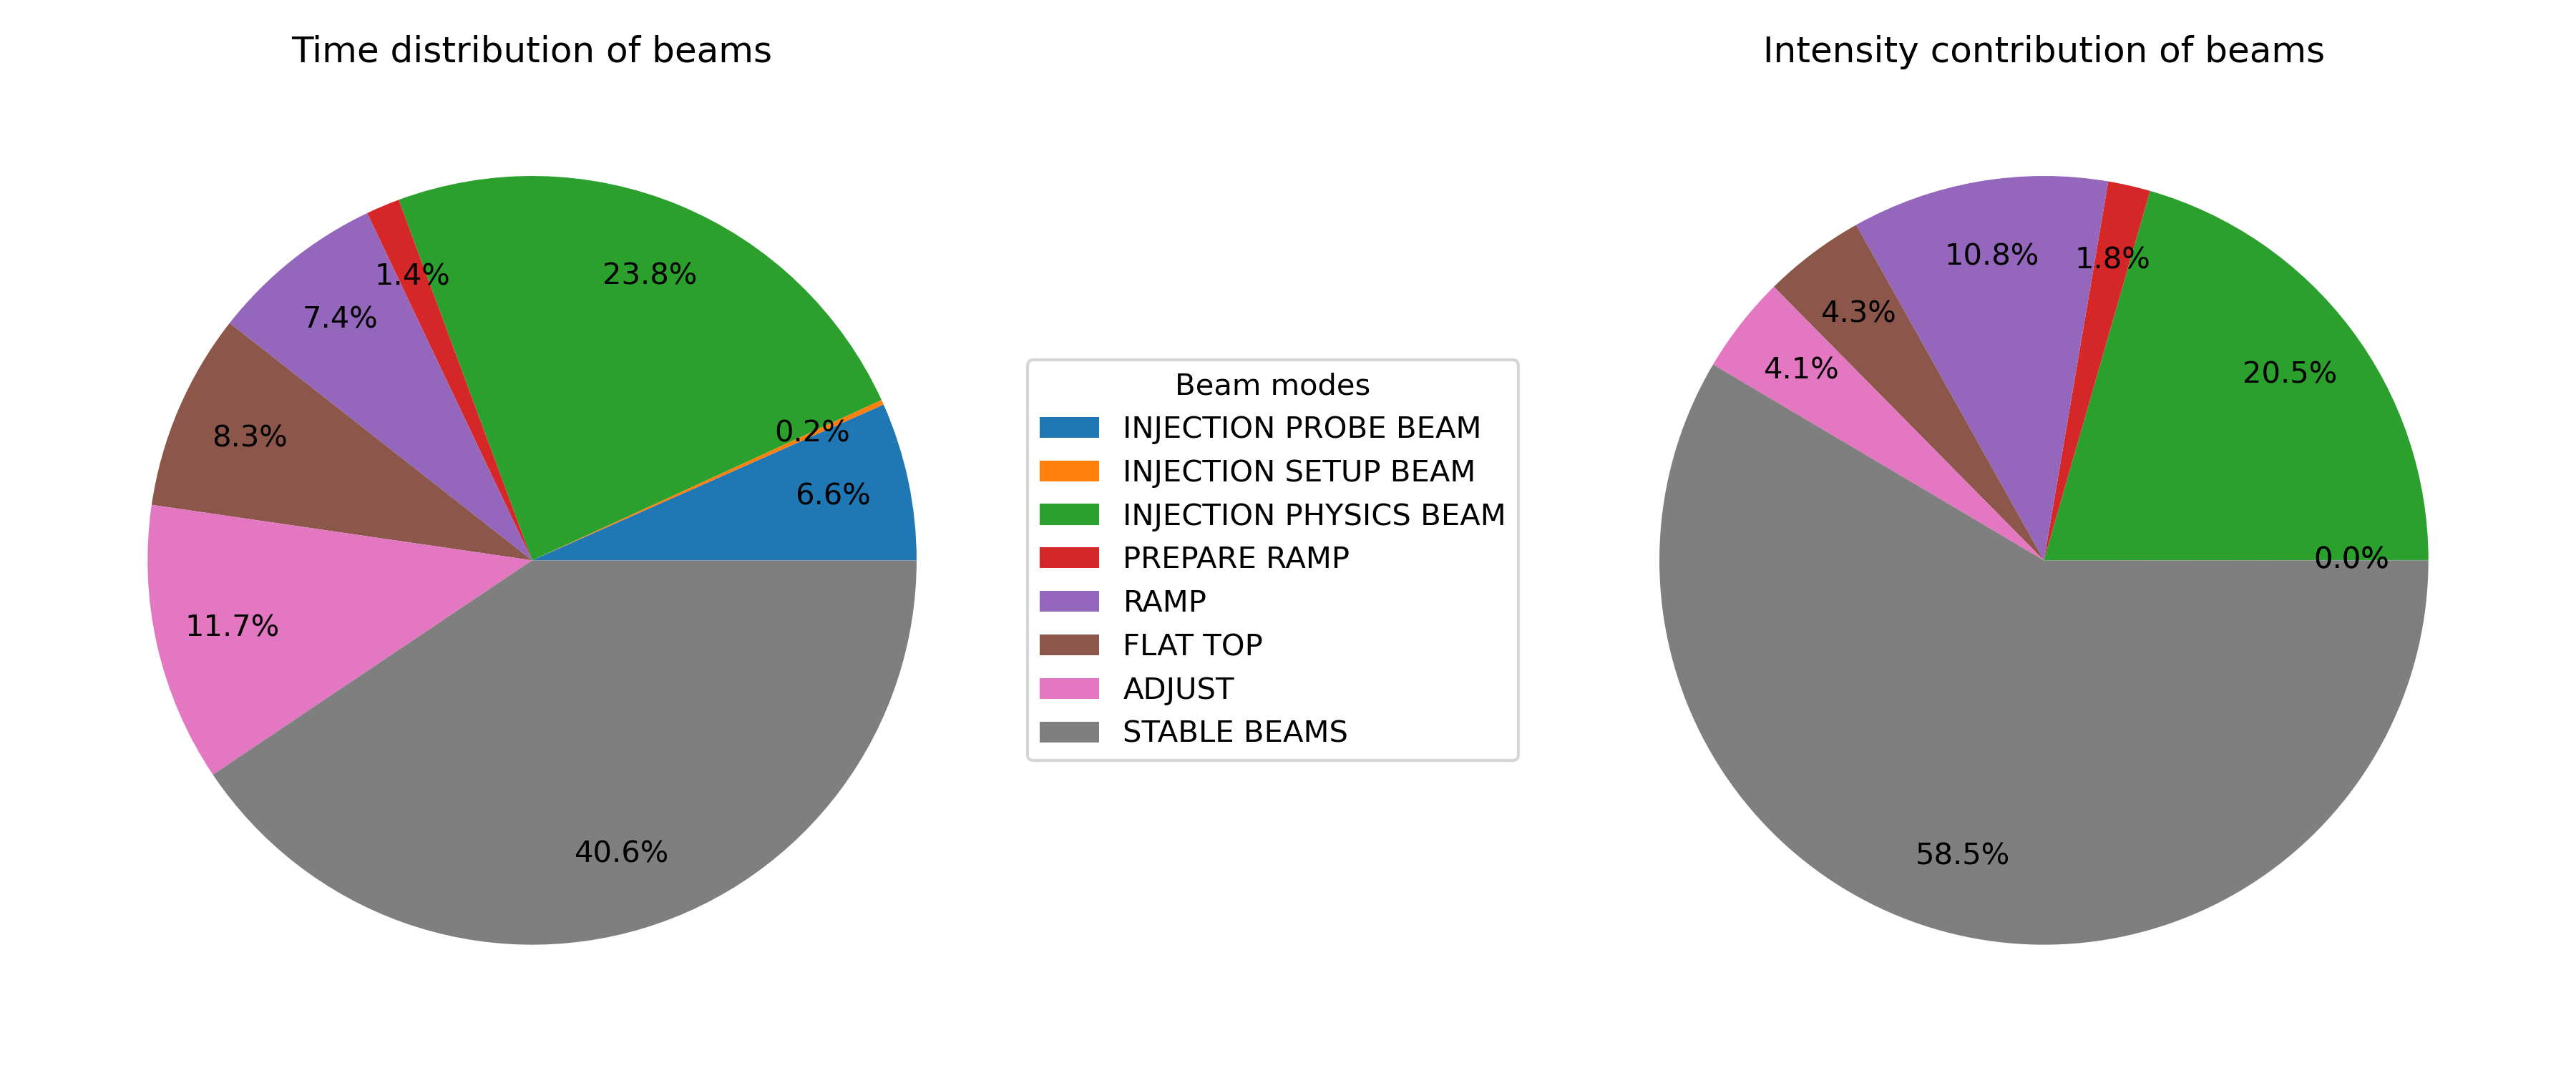 Time distribution of beams
Intensity contribution of beams
23.8%
1.4%
7.4%
0.2%
8.3%
6.6%
11.7%
40.6%
Beam modes
INJECTION PROBE BEAM
INJECTION SETUP BEAM
INJECTION PHYSICS BEAM
PREPARE RAMP
RAMP
FLAT TOP
ADJUST
STABLE BEAMS
10.8%
1.8%
4.3%
4.1%
20.5%
0.0%
58.5%